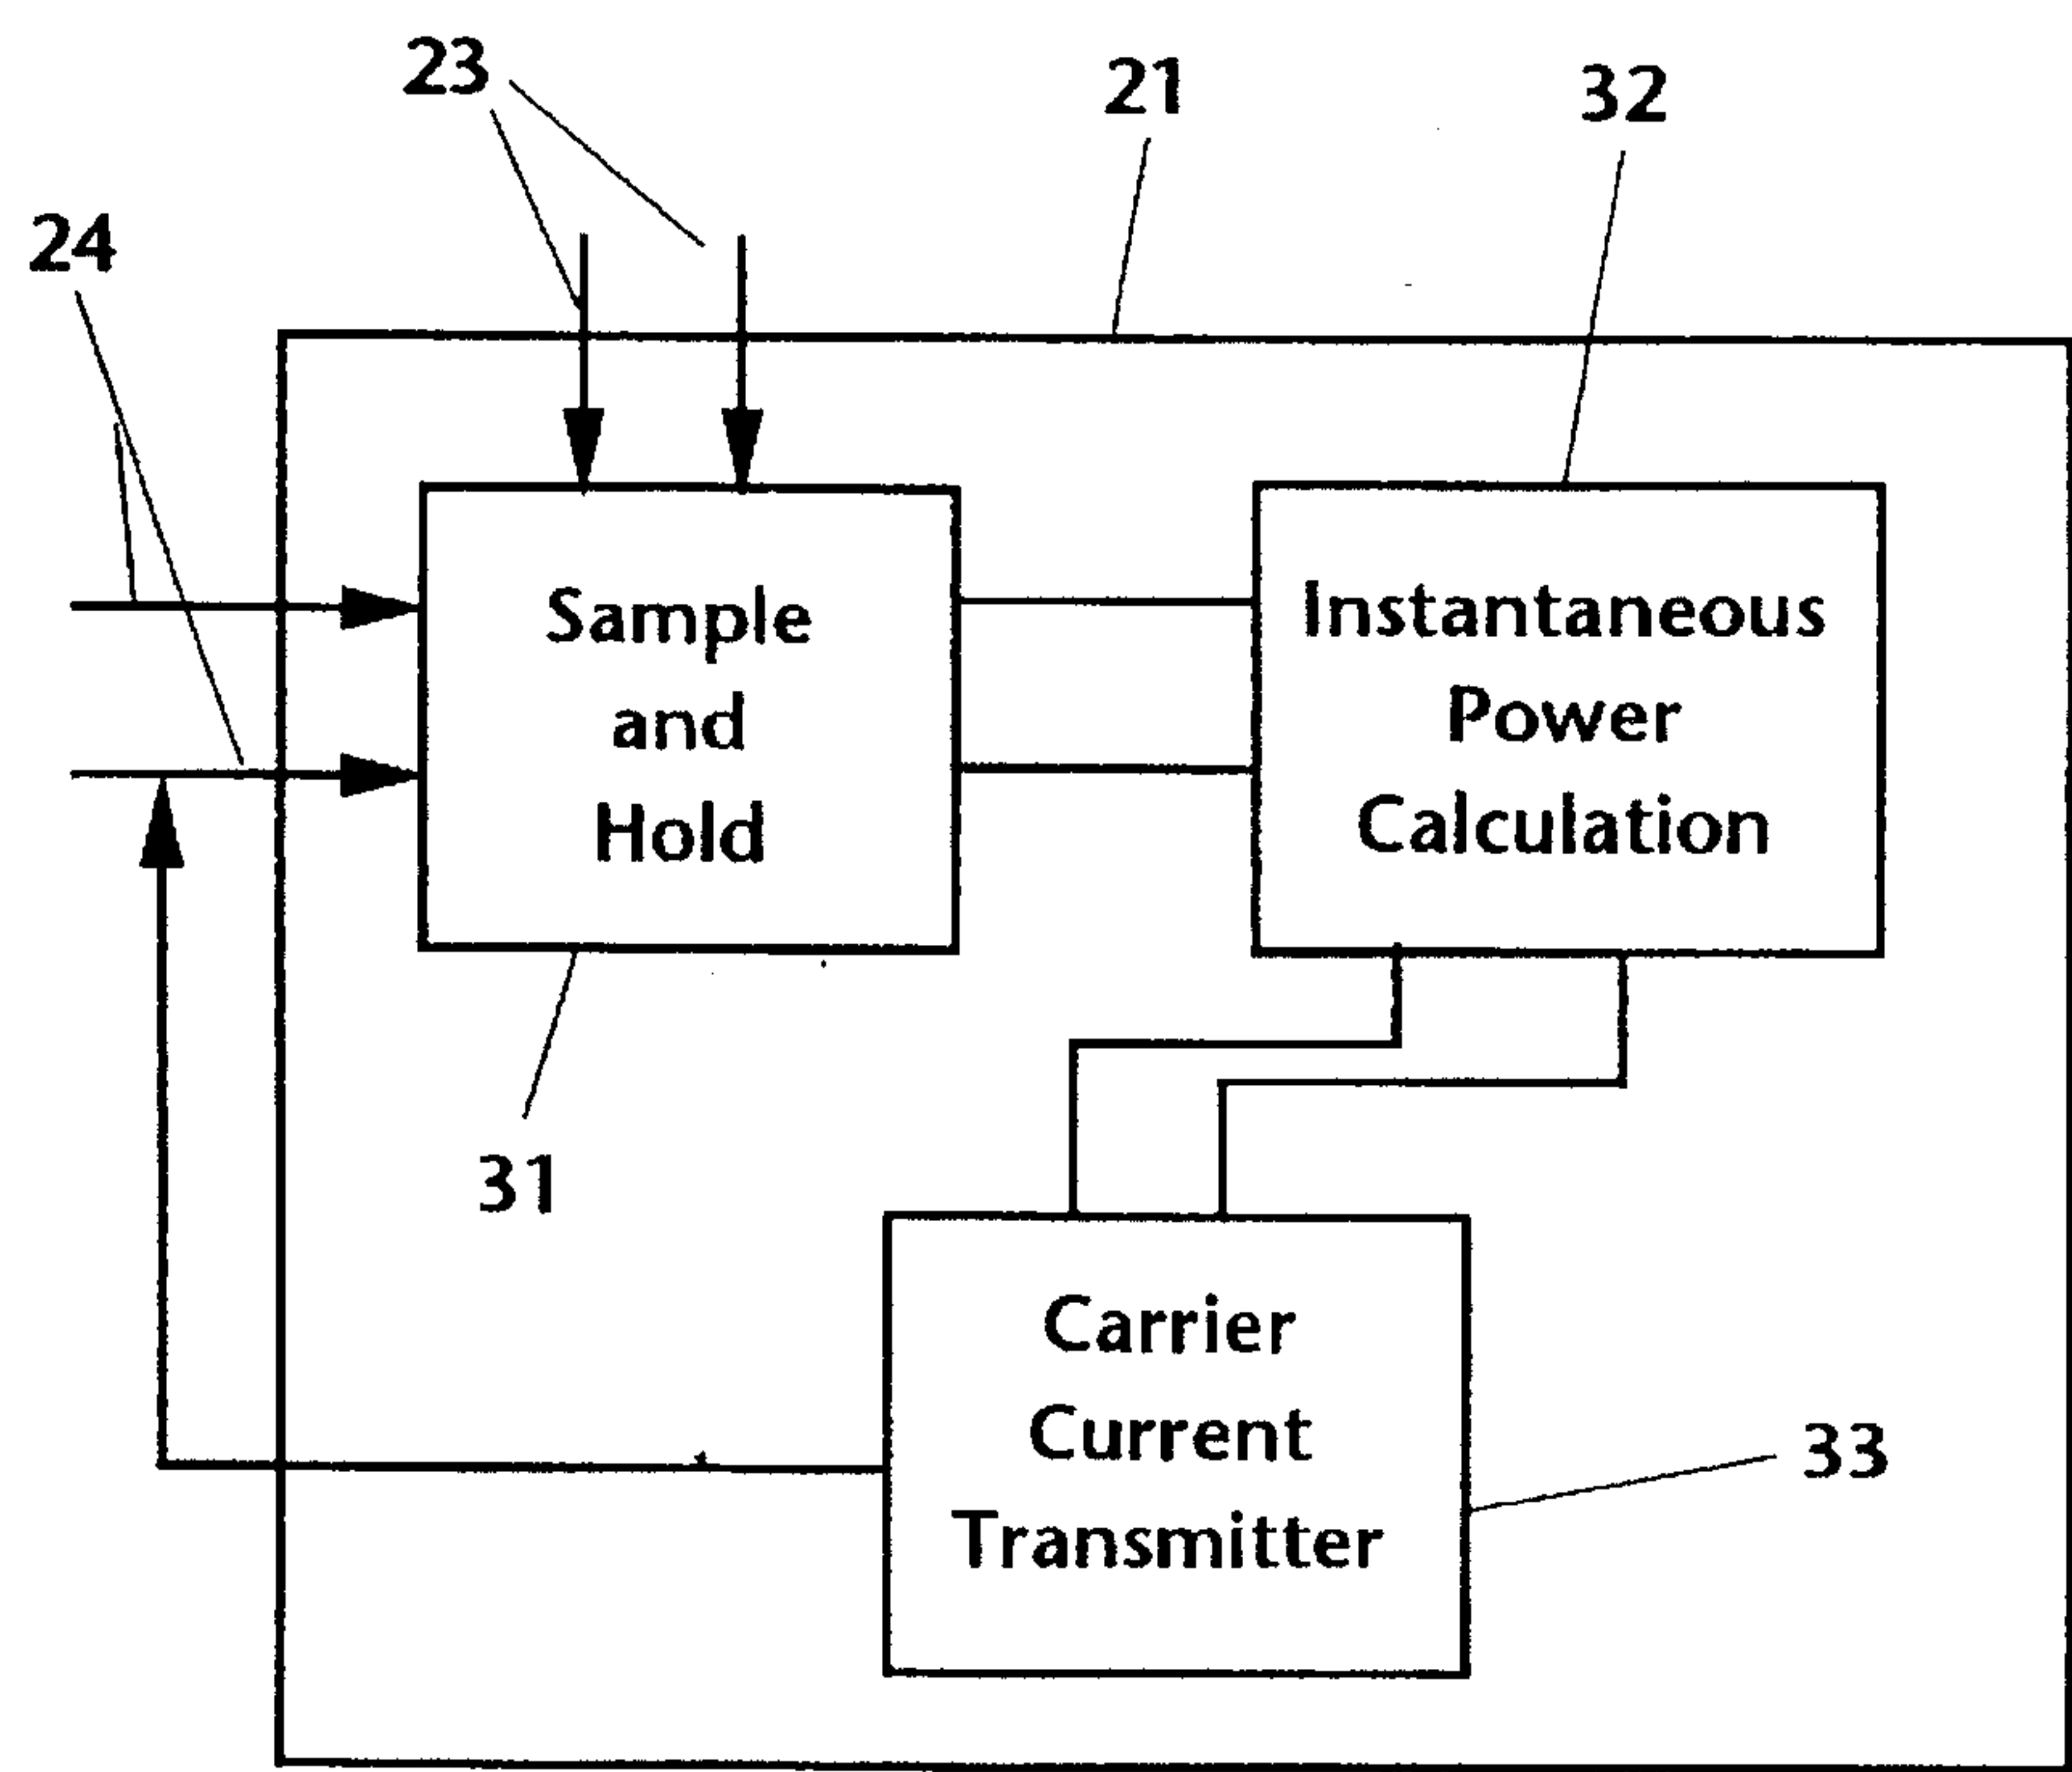 23
21
32
24
Sample
and
Hold
Instantaneous
Power
Calculation
31
Carrier
Current
Transmitter
33